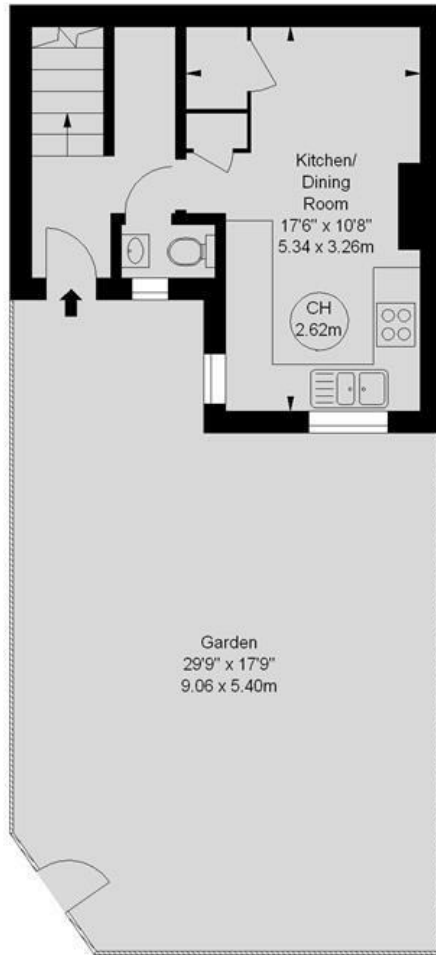 Kitchen/
Dining
Room
17'6" x 10'8"
5.34 x 3.26m
CH
2.62m
Garden
29'9" x 17'9"
9.06 x 5.40m